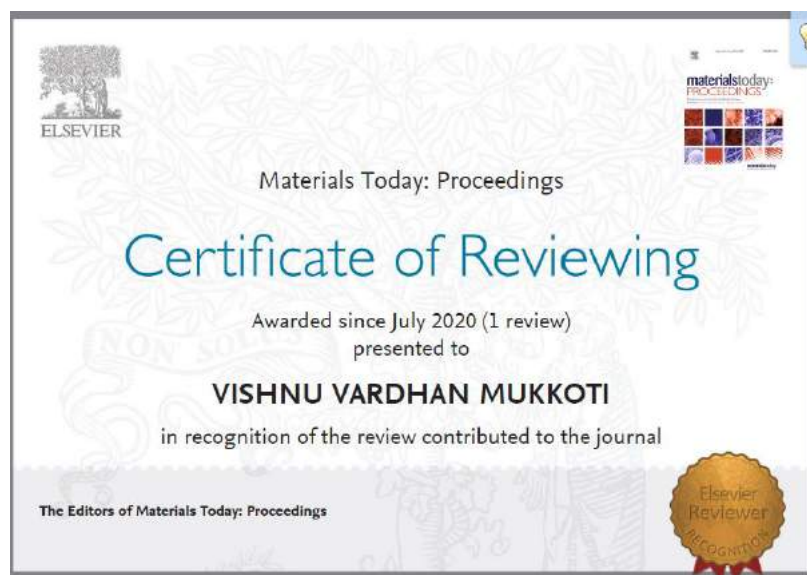 ELSEVIER
materialstoday:
PROCEEDINGS
Materials Today: Proceedings
Certificate of Reviewing
Awarded since July 2020 (1 review)
presented to
NON SOLUS
VISHNU VARDHAN MUKKOTI
in recognition of the review contributed to the journal
The Editors of Materials Today: Proceedings
Elsevier
Reviewer
RECOGNITION